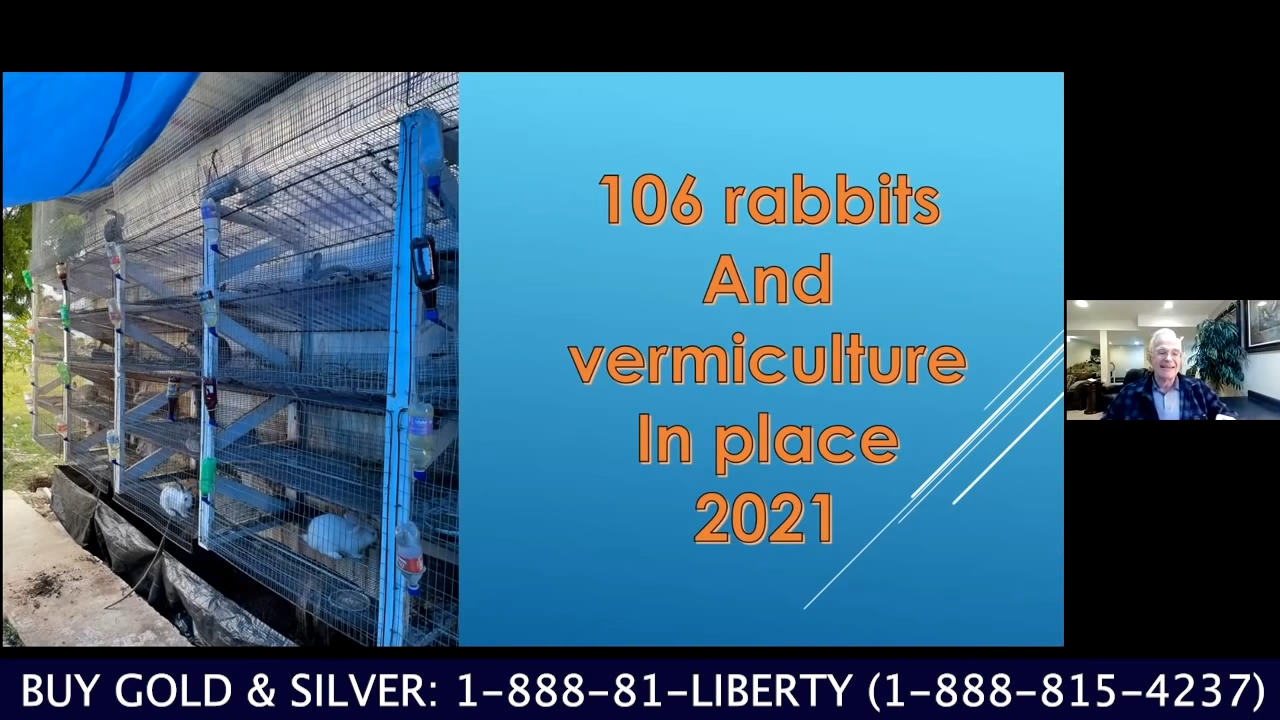 106 rabbits
And
vermiculture
In place
2021
BUY GOLD & SILVER: 1-888-81-LIBERTY (1-888-815-4237)